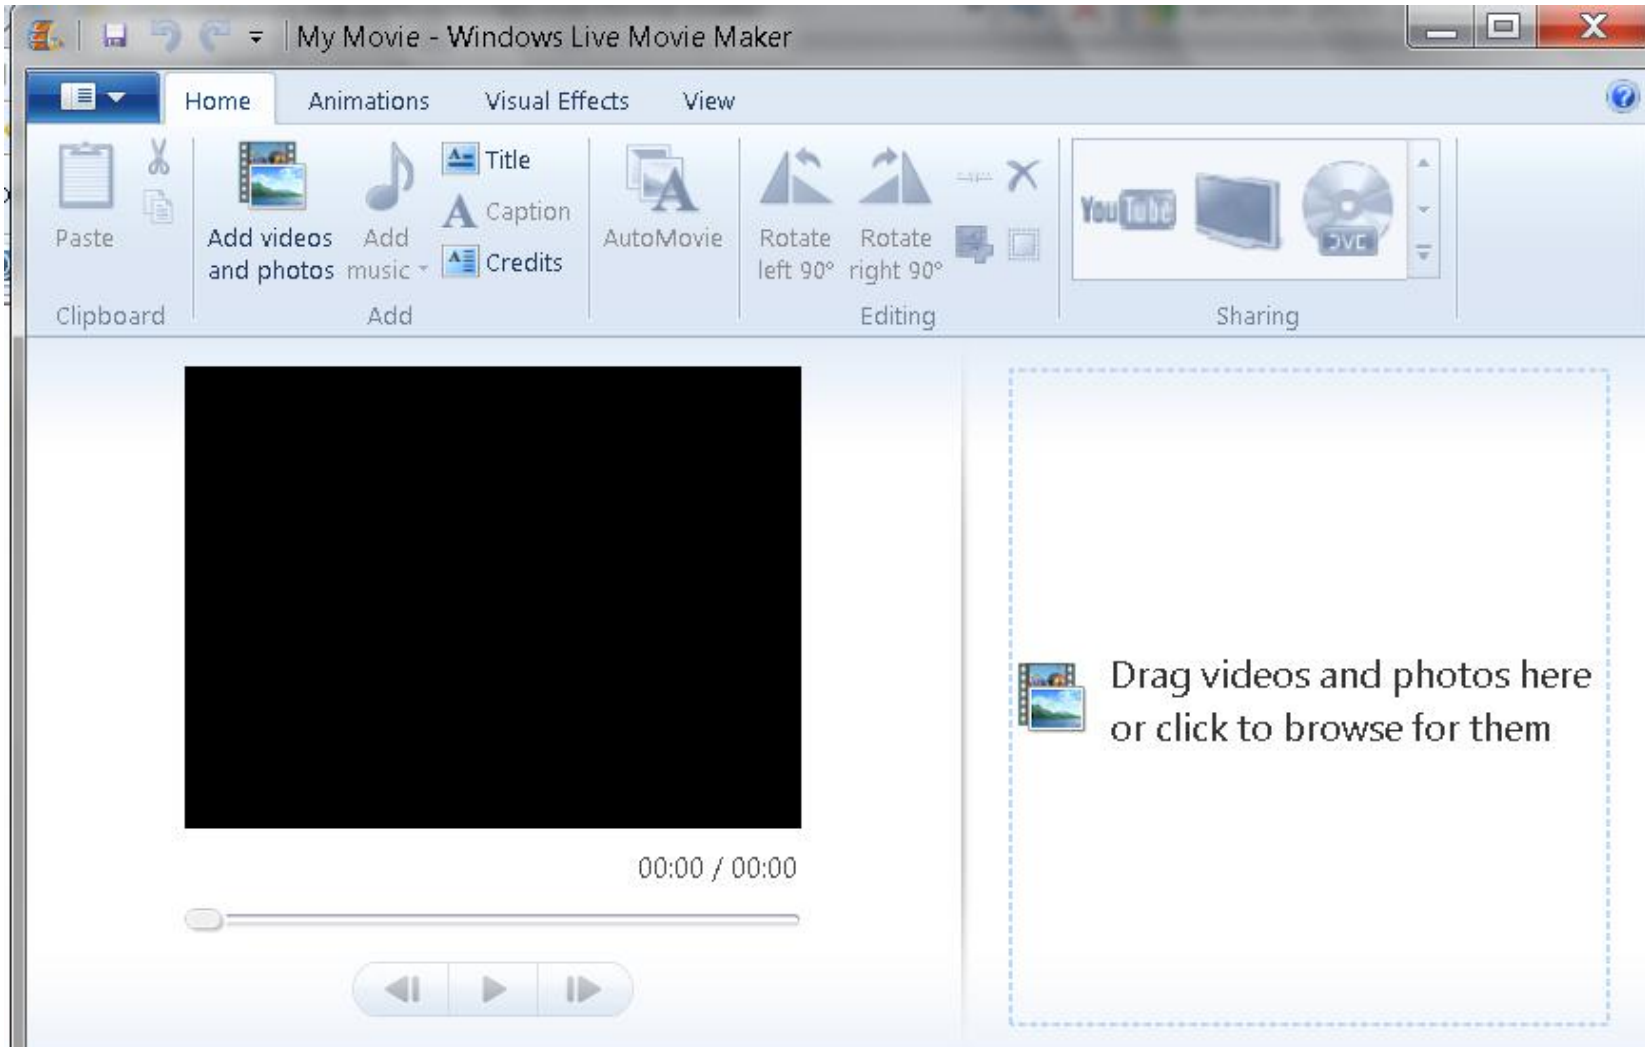 My Movie - Windows Live Movie Maker
Home Animations Visual Effects View
Paste
Clipboard
Add videos
and photos
Add
music
Title
Caption
Credits
Add
AutoMovie
Rotate
left 90°
Rotate
right 90°
Editing
YouTube
Sharing
Drag videos and photos here
or click to browse for them
00:00 / 00:00